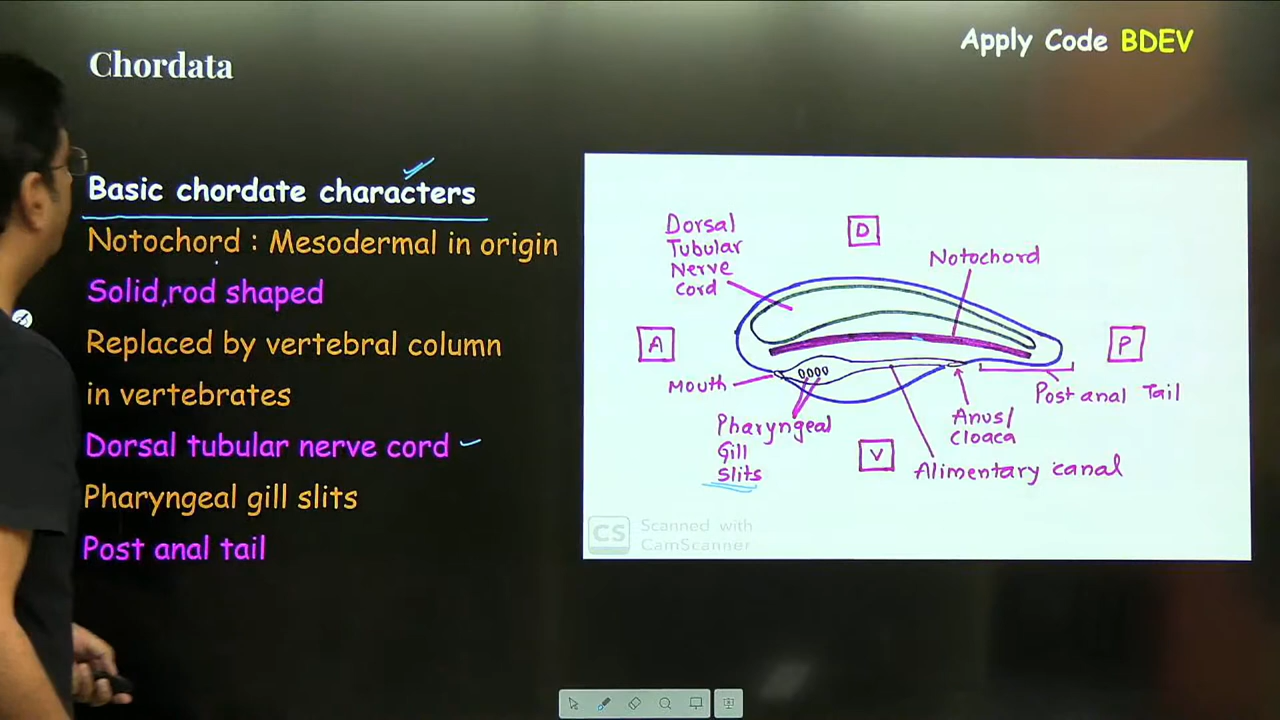 Chordata
Apply Code BDEV
Basic chordate characters
Notochord : Mesodermal in origin
Solid,rod shaped
Replaced by vertebral column
in vertebrates
Dorsal tubular nerve cord
Pharyngeal gill slits
Post anal tail
Dorsal
Tubular
Nerve
Cord
D
Notochord
A
P
Mouth
Post anal Tail
Pharyngeal
Gill
Slits
Anus/
Cloaca
V
Alimentary canal
CS
Scanned with
CamScanner